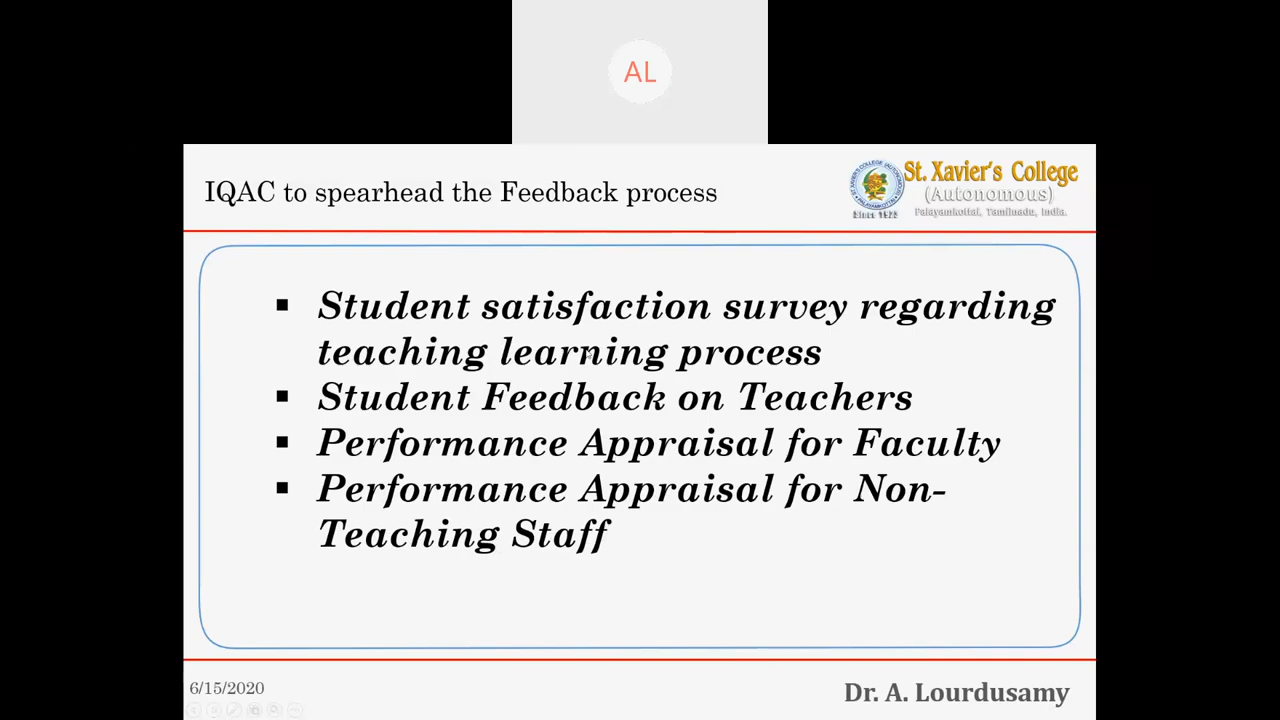 AL
IQAC to spearhead the Feedback process
St. Xavier's College
(Autonomous)
Palayamkottai, Tamilnadu, India.
Since 1923
▪ Student satisfaction survey regarding
teaching learning process
▪ Student Feedback on Teachers
▪ Performance Appraisal for Faculty
▪ Performance Appraisal for Non-
Teaching Staff
6/15/2020
Dr. A. Lourdusamy